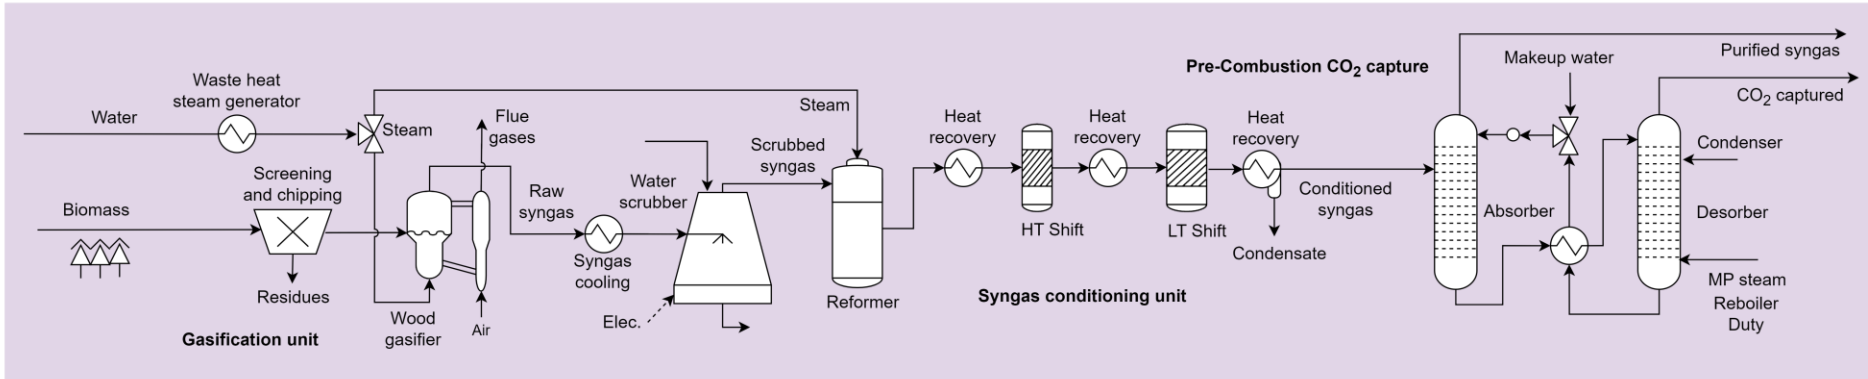 Water
Waste heat
steam generator
Steam
Biomass
Screening
and chipping
Residues
Gasification unit
Flue
gases
Wood
gasifier
Air
Raw
syngas
Syngas
cooling
Water
scrubber
Elec.
Scrubbed
syngas
Steam
Reformer
Heat
recovery
HT Shift
Heat
recovery
LT Shift
Heat
recovery
Condensate
Conditioned
syngas
Syngas conditioning unit
Pre-Combustion CO₂ capture
Absorber
Makeup water
Purified syngas
CO₂ captured
Condenser
Desorber
MP steam
Reboiler
Duty